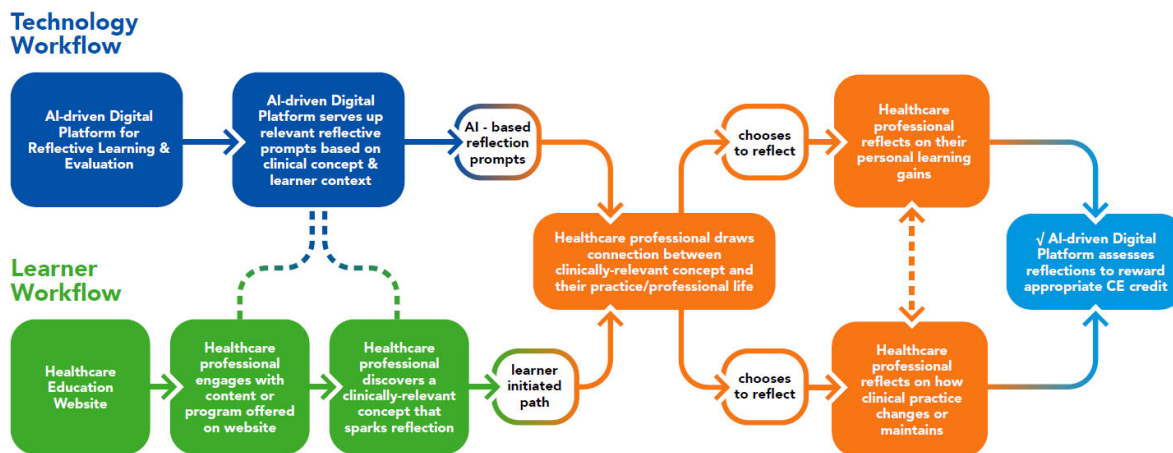 Technology
Workflow
AI-driven Digital
Platform for
Reflective Learning &
Evaluation
AI-driven Digital
Platform serves up
relevant reflective
prompts based on
clinical concept &
learner context
AI - based
reflection
prompts
chooses
to reflect
Healthcare
professional
reflects on their
personal learning
gains
Healthcare professional draws
connection between
clinically-relevant concept and
their practice/professional life
√ AI-driven Digital
Platform assesses
reflections to reward
appropriate CE credit
Learner
Workflow
Healthcare
Education
Website
Healthcare
professional
engages with
content or
program offered
on website
Healthcare
professional
discovers a
clinically-relevant
concept that
sparks reflection
learner
initiated
path
chooses
to reflect
Healthcare
professional
reflects on how
clinical practice
changes or
maintains